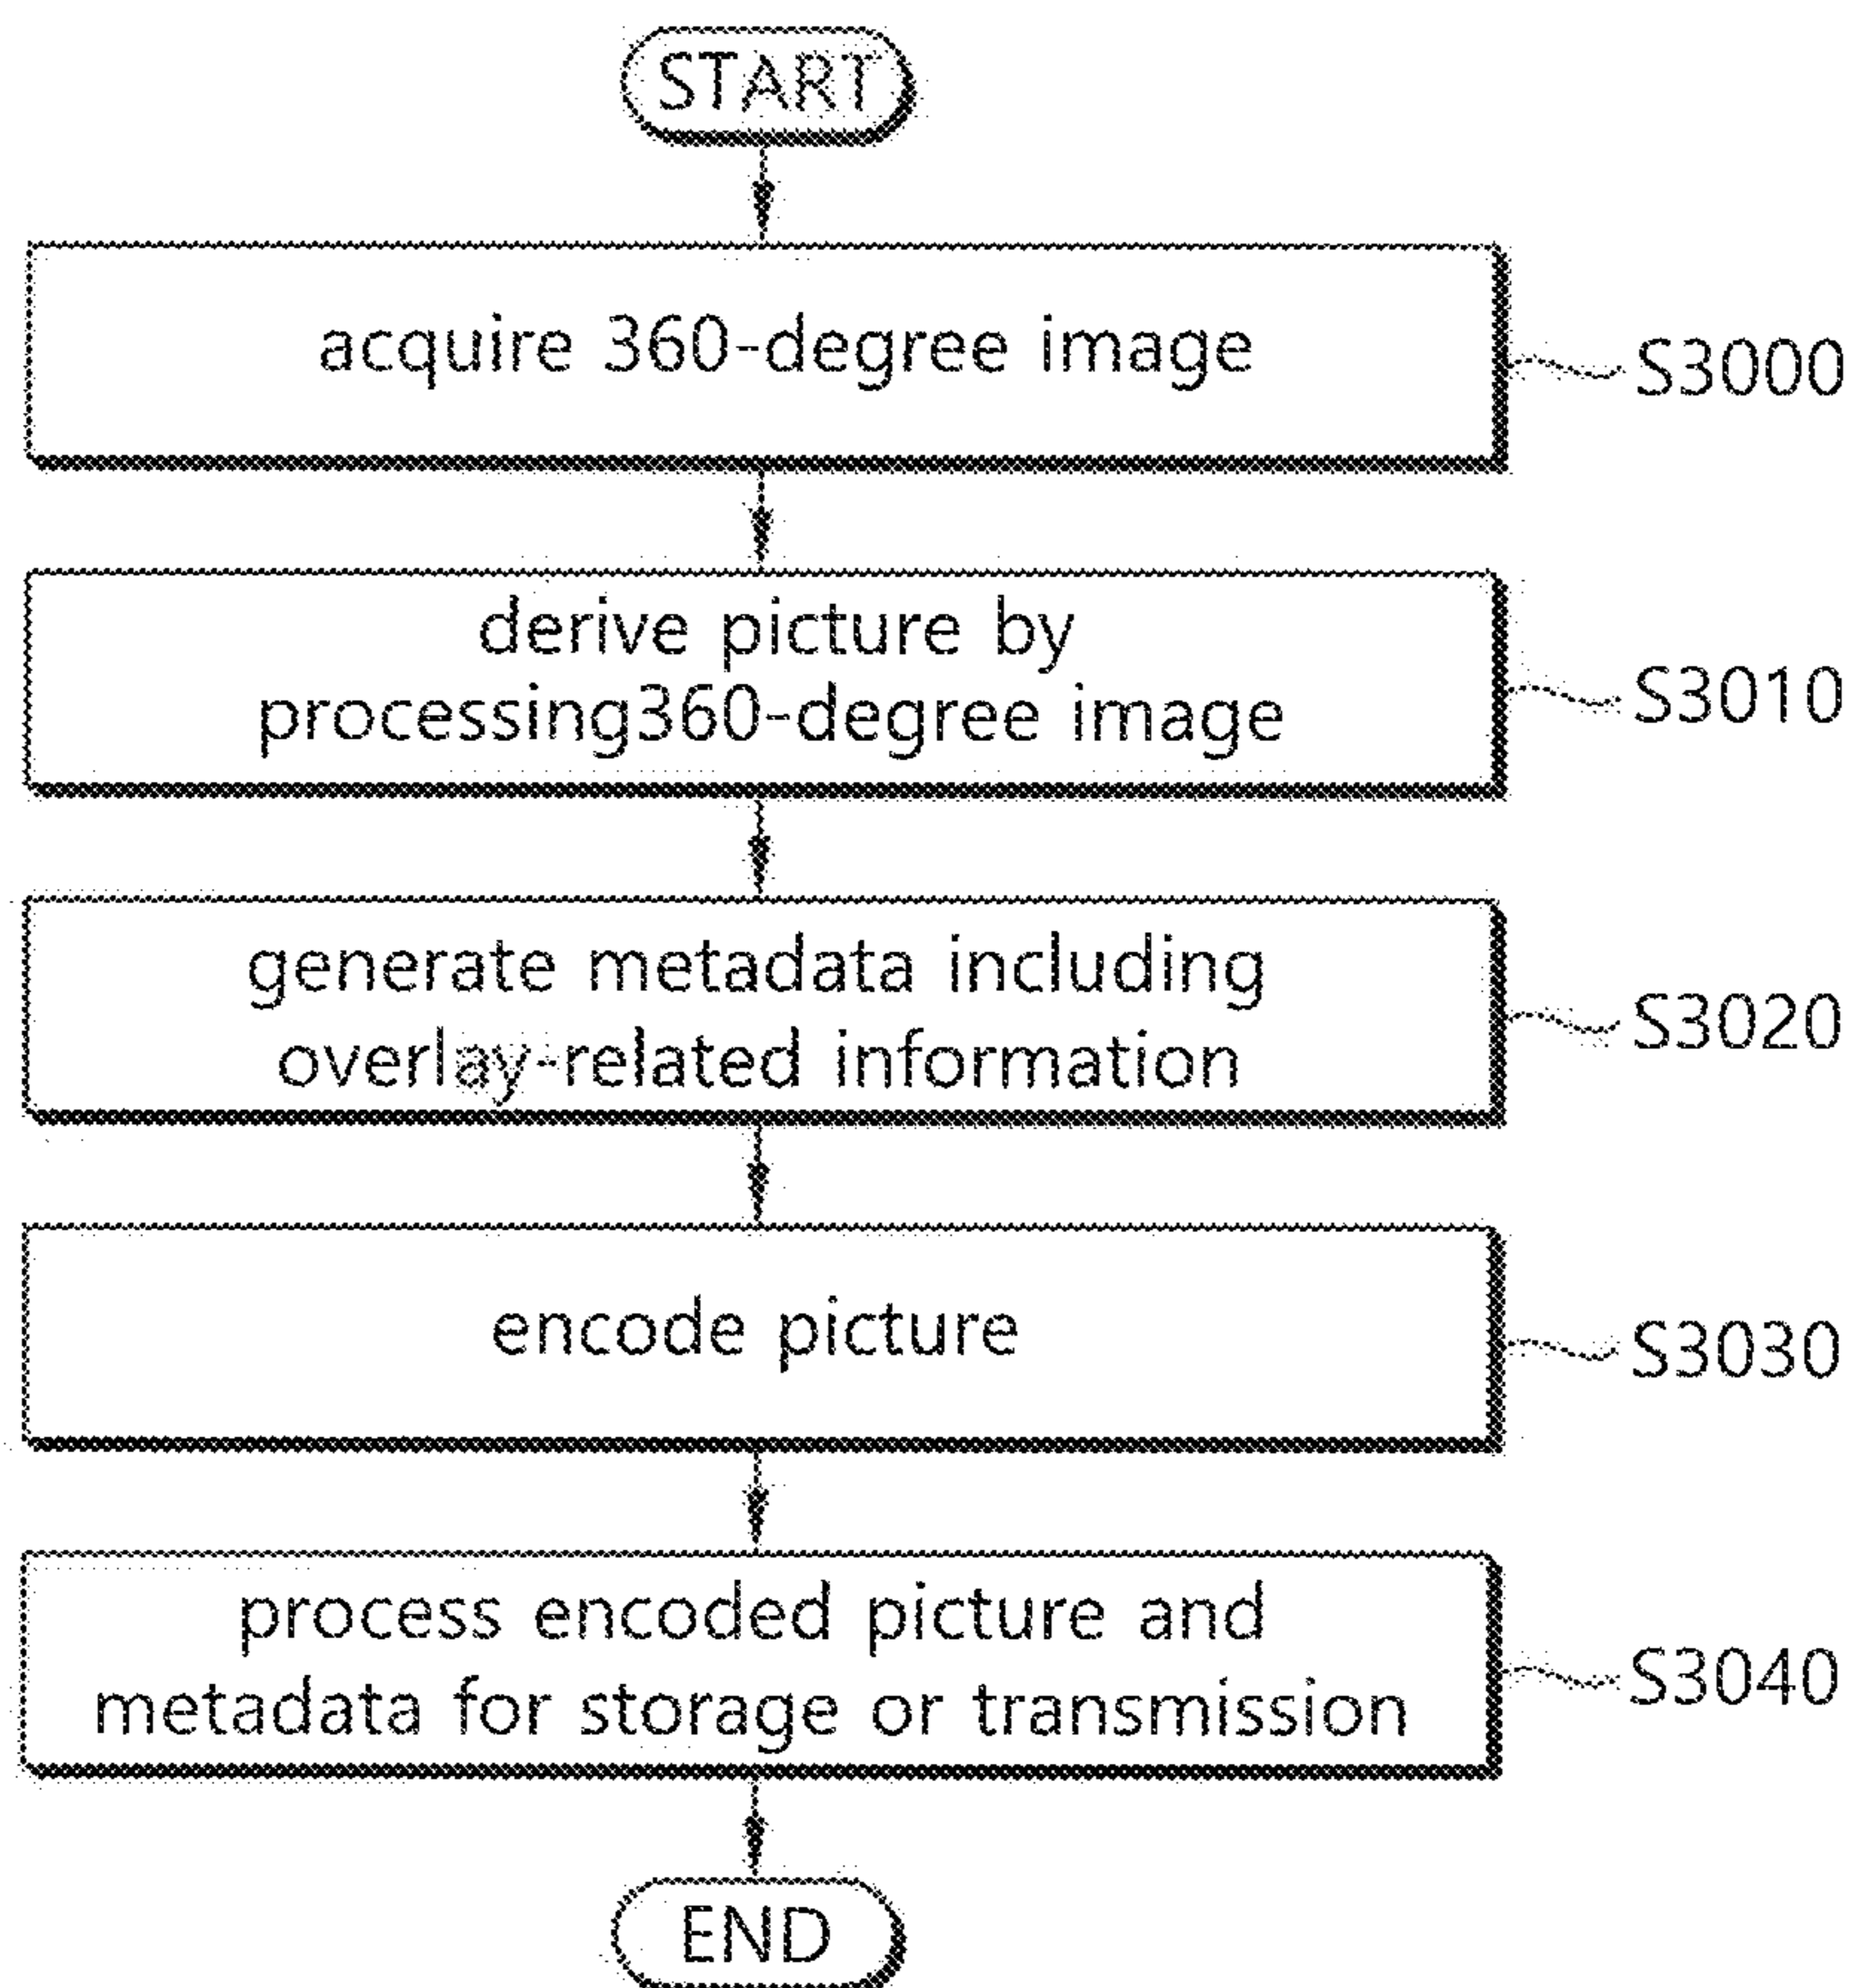 START
acquire 360-degree image
S3000
derive picture by
processing360-degree image
S3010
generate metadata including
overlay-related information
S3020
encode picture
S3030
process encoded picture and
metadata for storage or transmission
S3040
END